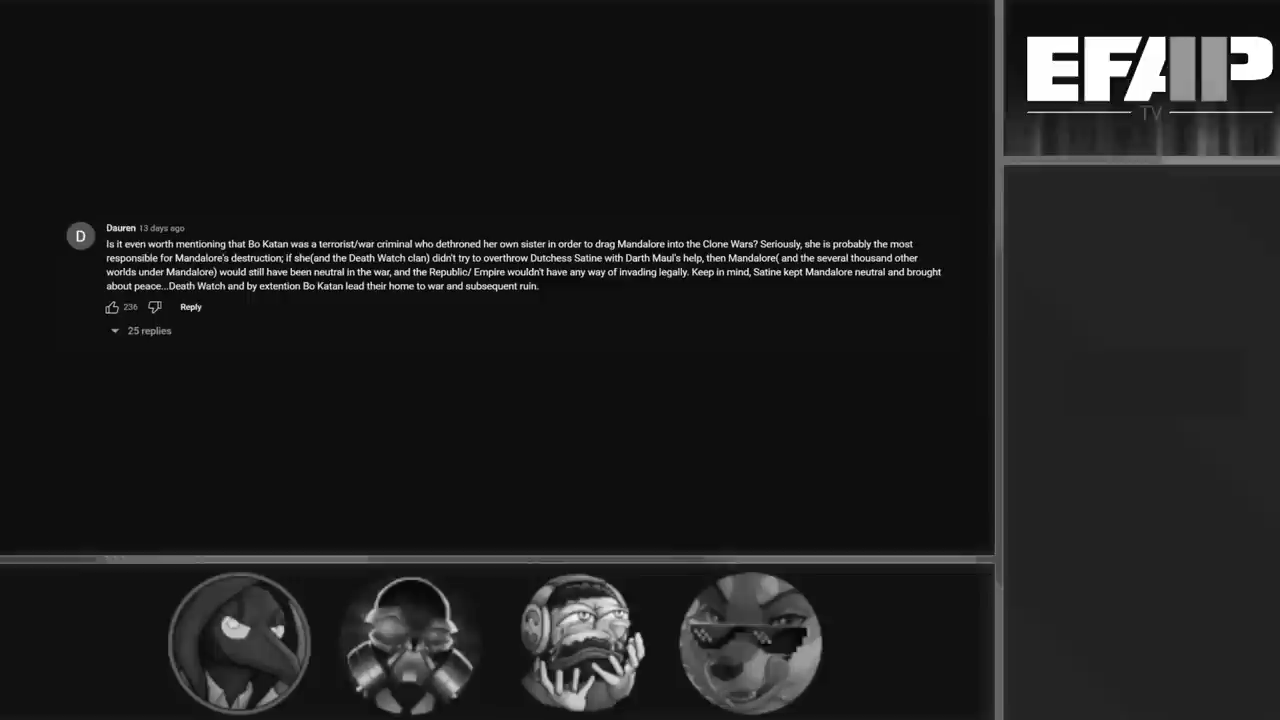 EFAP
TV
D
Dauren 13 days ago
Is it even worth mentioning that Bo Katan was a terrorist/war criminal who dethroned her own sister in order to drag Mandalore into the Clone Wars? Seriously, she is probably the most
responsible for Mandalore's destruction; if she(and the Death Watch clan) didn't try to overthrow Dutchess Satine with Darth Maul's help, then Mandalore( and the several thousand other
worlds under Mandalore) would still have been neutral in the war, and the Republic/ Empire wouldn't have any way of invading legally. Keep in mind, Satine kept Mandalore neutral and brought
about peace...Death Watch and by extention Bo Katan lead their home to war and subsequent ruin.
236 Reply
25 replies